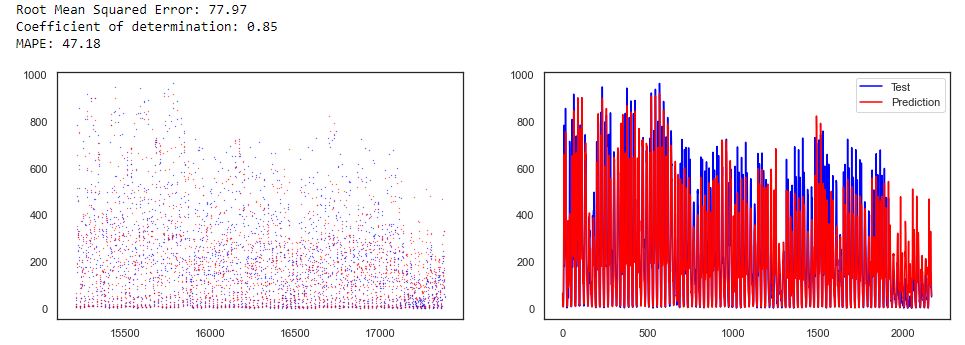 Root Mean Squared Error: 77.97
Coefficient of determination: 0.85
MAPE: 47.18
1000
800
600
400
200
0
15500 16000 16500 17000
1000
800
600
400
200
0
0 500 1000 1500 2000
Test
Prediction